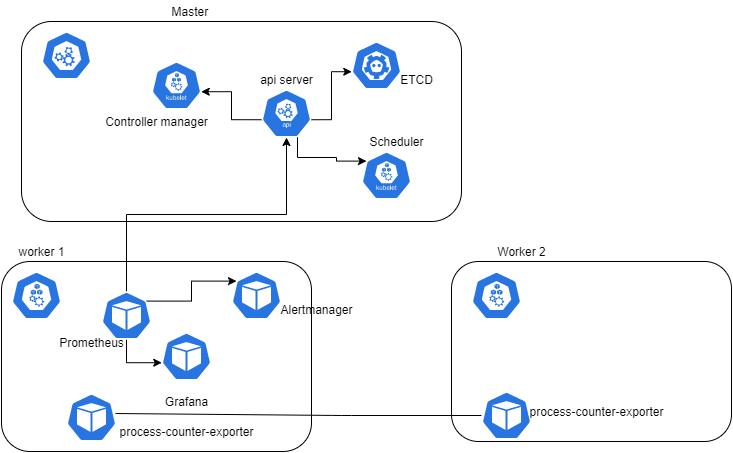 Master
api server
ETCD
kubelet
Controller manager
api
Scheduler
kubelet
worker 1
Worker 2
Alertmanager
Prometheus
Grafana
process-counter-exporter
process-counter-exporter